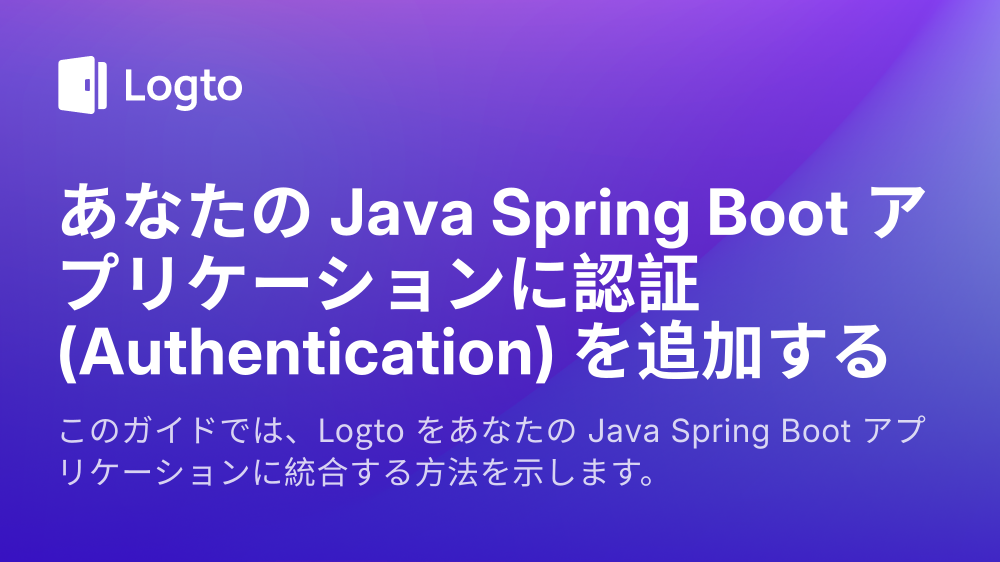 Logto
あなたの Java Spring Boot ア
プリケーションに認証
(Authentication) を追加する
このガイドでは、Logto をあなたの Java Spring Boot アプ
リケーションに統合する方法を示します。